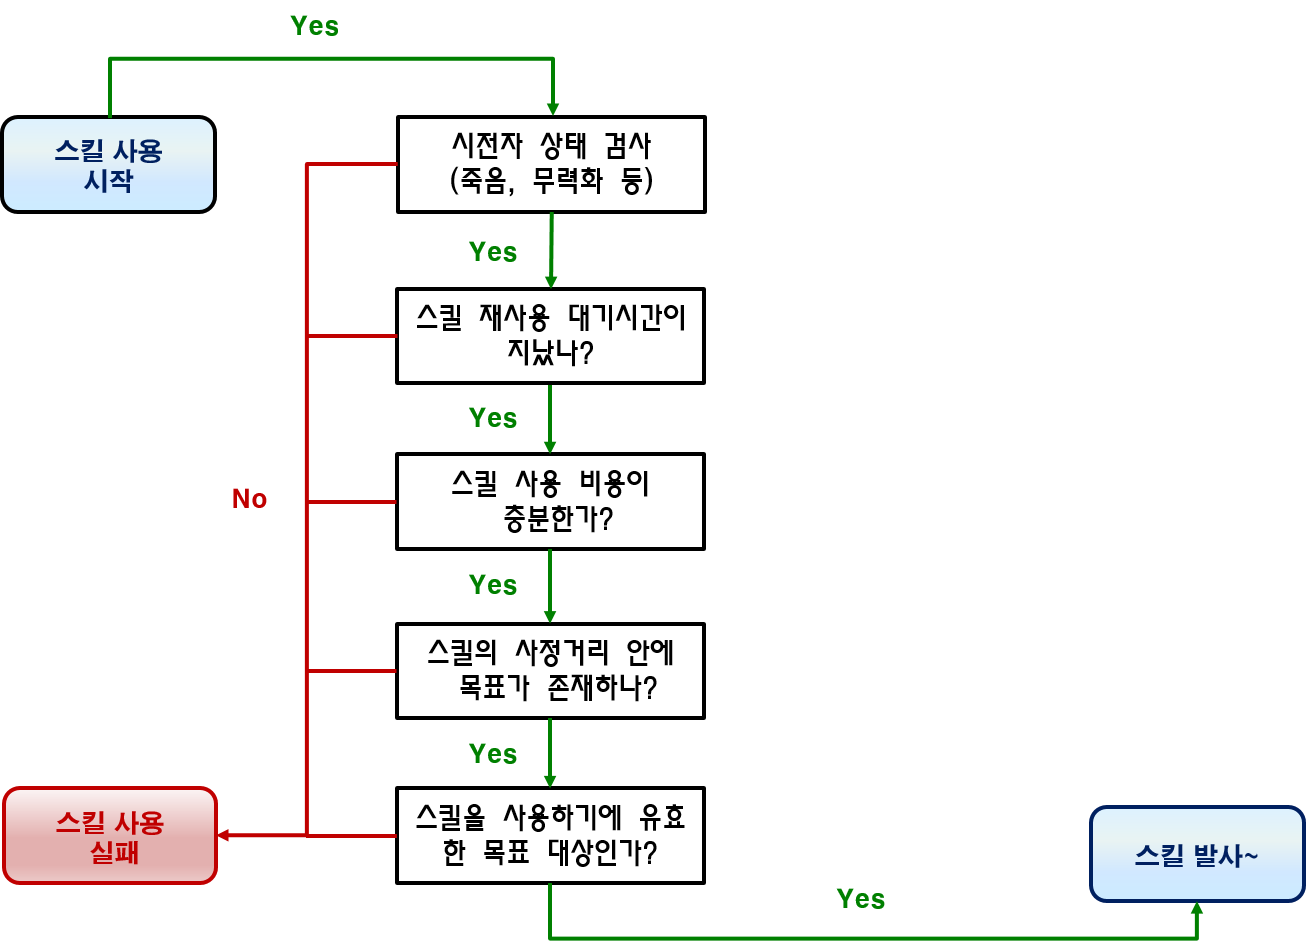 Yes
스킬 사용
시작
시전자 상태 검사
(죽음, 무력화 등)
Yes
스킬 재사용 대기시간이
지났나?
Yes
스킬 사용 비용이
충분한가?
No
Yes
스킬의 사정거리 안에
목표가 존재하나?
Yes
스킬 사용
실패
스킬을 사용하기에 유효
한 목표 대상인가?
Yes
스킬 발사~